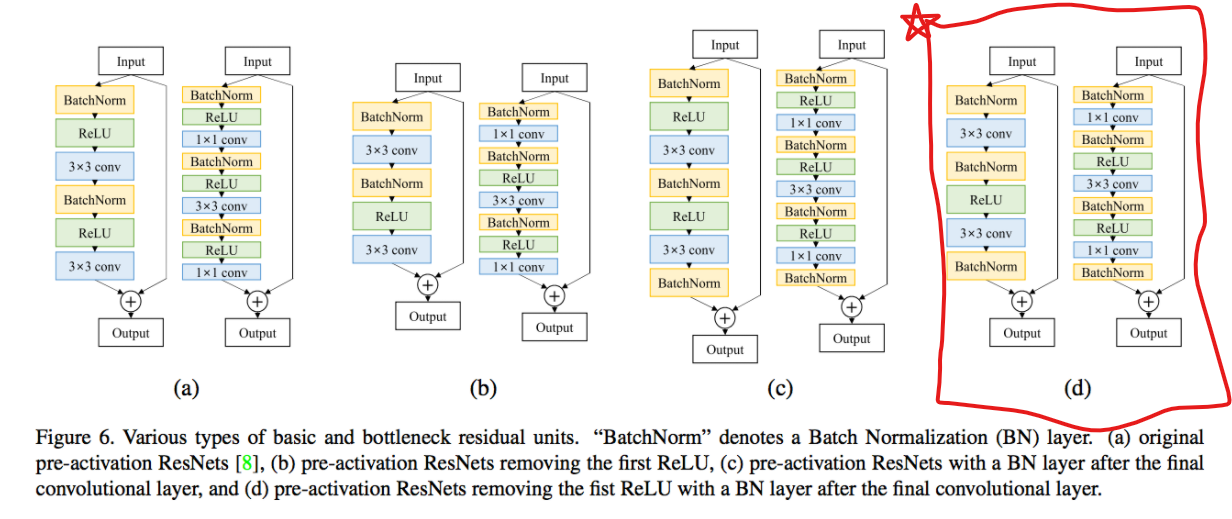 Input
BatchNorm
ReLU
3×3 conv
BatchNorm
ReLU
3×3 conv
+
Output
Input
BatchNorm
ReLU
1×1 conv
BatchNorm
ReLU
3×3 conv
BatchNorm
ReLU
1×1 conv
+
Output
(a)
Input
BatchNorm
3×3 conv
BatchNorm
ReLU
3×3 conv
+
Output
Input
BatchNorm
1×1 conv
BatchNorm
ReLU
3×3 conv
BatchNorm
ReLU
1×1 conv
+
Output
(b)
Input
BatchNorm
ReLU
3×3 conv
BatchNorm
ReLU
3×3 conv
BatchNorm
+
Output
Input
BatchNorm
ReLU
1×1 conv
BatchNorm
ReLU
3×3 conv
BatchNorm
ReLU
1×1 conv
BatchNorm
+
Output
(c)
Input
BatchNorm
3×3 conv
BatchNorm
ReLU
3×3 conv
BatchNorm
+
Output
Input
BatchNorm
1×1 conv
BatchNorm
ReLU
3×3 conv
BatchNorm
ReLU
1×1 conv
BatchNorm
+
Output
(d)
Figure 6. Various types of basic and bottleneck residual units. “BatchNorm” denotes a Batch Normalization (BN) layer. (a) original
pre-activation ResNets [8], (b) pre-activation ResNets removing the first ReLU, (c) pre-activation ResNets with a BN layer after the final
convolutional layer, and (d) pre-activation ResNets removing the fist ReLU with a BN layer after the final convolutional layer.